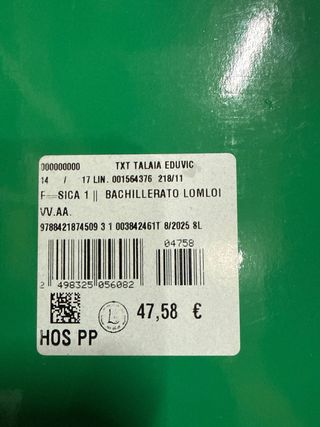 000000000 TXT TALAIA EDUVIC
14 / 17 LIN. 001564376 218/11
F—SICA 1 || BACHILLERATO LOMLOI
VV.AA.
9788421874509 3 1 003842461T 8/2025 8L
04758
2 498325 056082
47,58 €
HOS PP